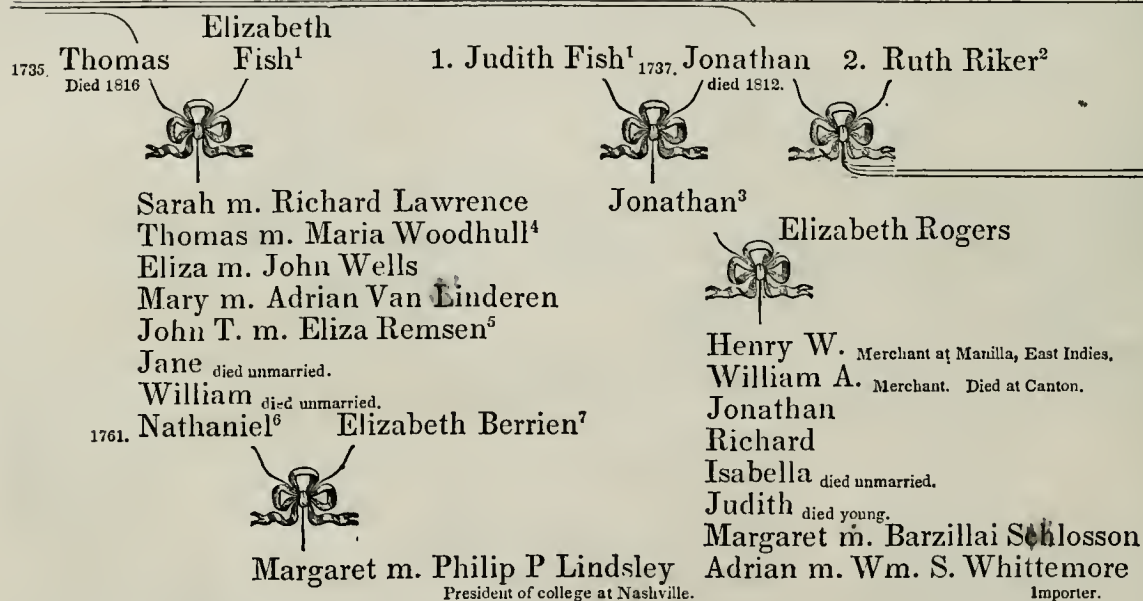 Elizabeth
1735. Thomas Fish¹ 1. Judith Fish¹ 1737. Jonathan 2. Ruth Riker²
Died 1816 died 1812.
Sarah m. Richard Lawrence
Thomas m. Maria Woodhull⁴
Eliza m. John Wells
Mary m. Adrian Van Linderen
John T. m. Eliza Remsen⁵
Jane died unmarried.
William died unmarried.
1761. Nathaniel⁶ Elizabeth Berrien⁷
Margaret m. Philip P Lindsley
President of college at Nashville.
Jonathan³
Elizabeth Rogers
Henry W. Merchant at Manilla, East Indies.
William A. Merchant. Died at Canton.
Jonathan
Richard
Isabella died unmarried.
Judith died young.
Margaret m. Barzillai Schlosson
Adrian m. Wm. S. Whittemore
Importer.